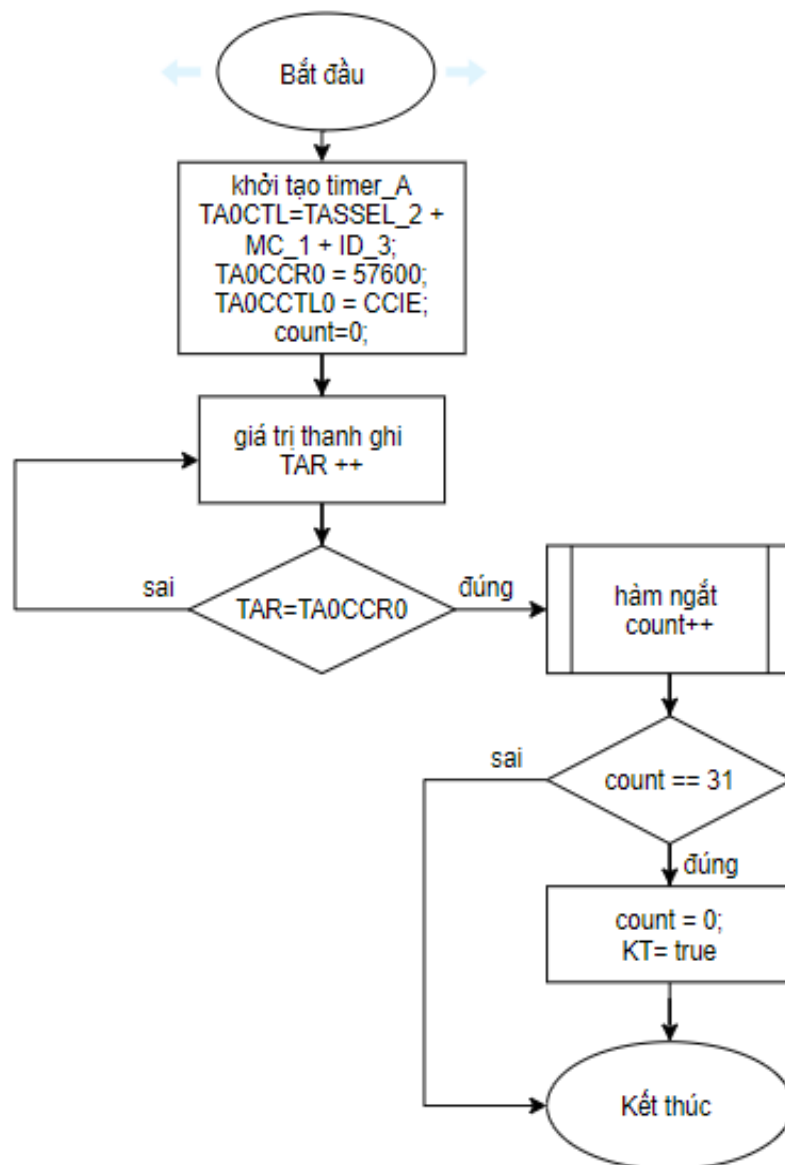 Bắt đầu
khởi tạo timer_A
TA0CTL=TASSEL_2 +
MC_1 + ID_3;
TA0CCR0 = 57600;
TA0CCTL0 = CCIE;
count=0;
giá trị thanh ghi
TAR ++
sai
TAR=TA0CCR0
đúng
hàm ngắt
count++
sai
count == 31
đúng
count = 0;
KT= true
Kết thúc